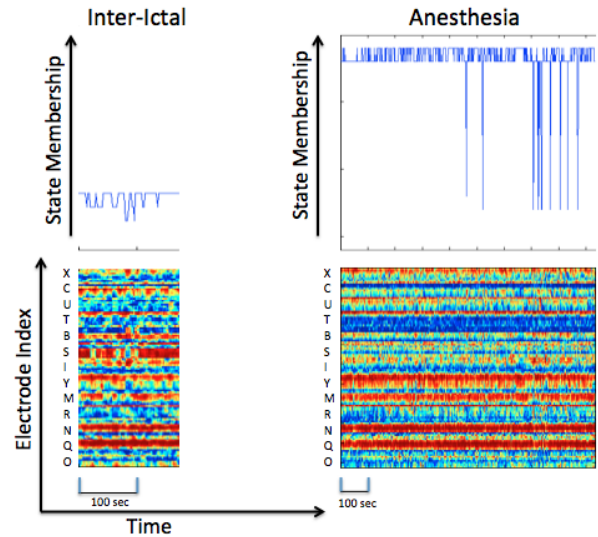 Inter-Ictal
Anesthesia
State Membership
State Membership
Electrode Index
X
C
U
T
B
S
I
Y
M
R
N
Q
O
X
C
U
T
B
S
I
Y
M
R
N
Q
O
100 sec
100 sec
Time